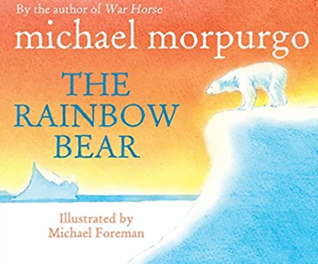 By the author of War Horse
michael morpurgo
THE
RAINBOW
BEAR
Illustrated by
Michael Foreman